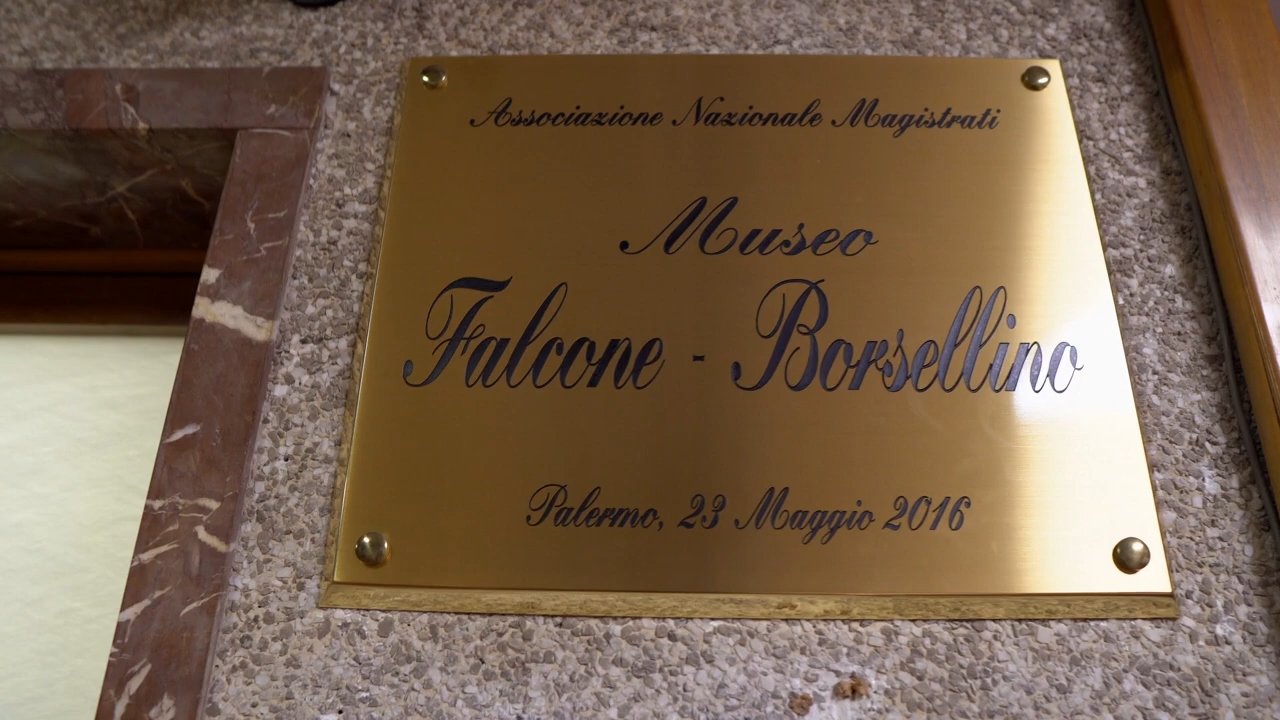 Associazione Nazionale Magistrati
Museo
Falcone - Borsellino
Palermo, 23 Maggio 2016